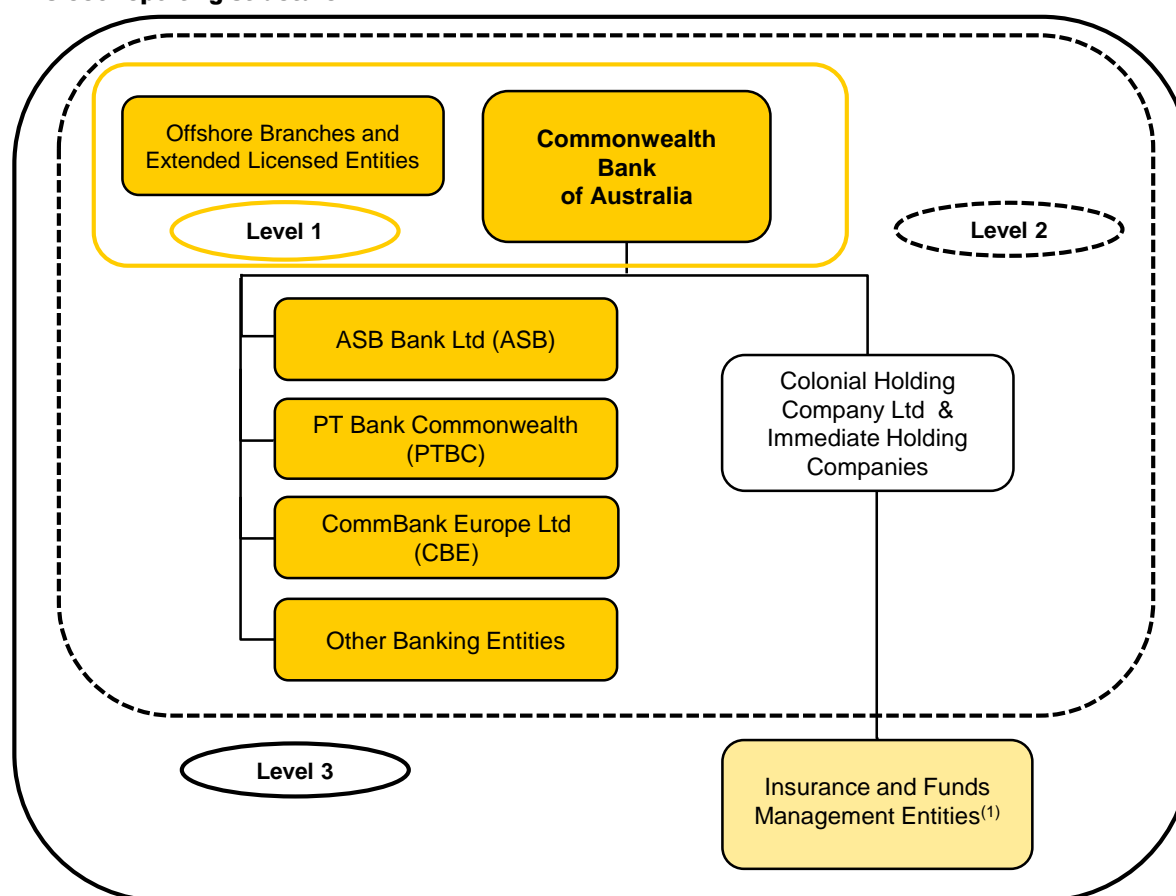 Offshore Branches and
Extended Licensed Entities
Commonwealth
Bank
of Australia
Level 1
Level 2
ASB Bank Ltd (ASB)
PT Bank Commonwealth
(PTBC)
CommBank Europe Ltd
(CBE)
Other Banking Entities
Colonial Holding
Company Ltd &
Immediate Holding
Companies
Level 3
Insurance and Funds
Management Entities(1)